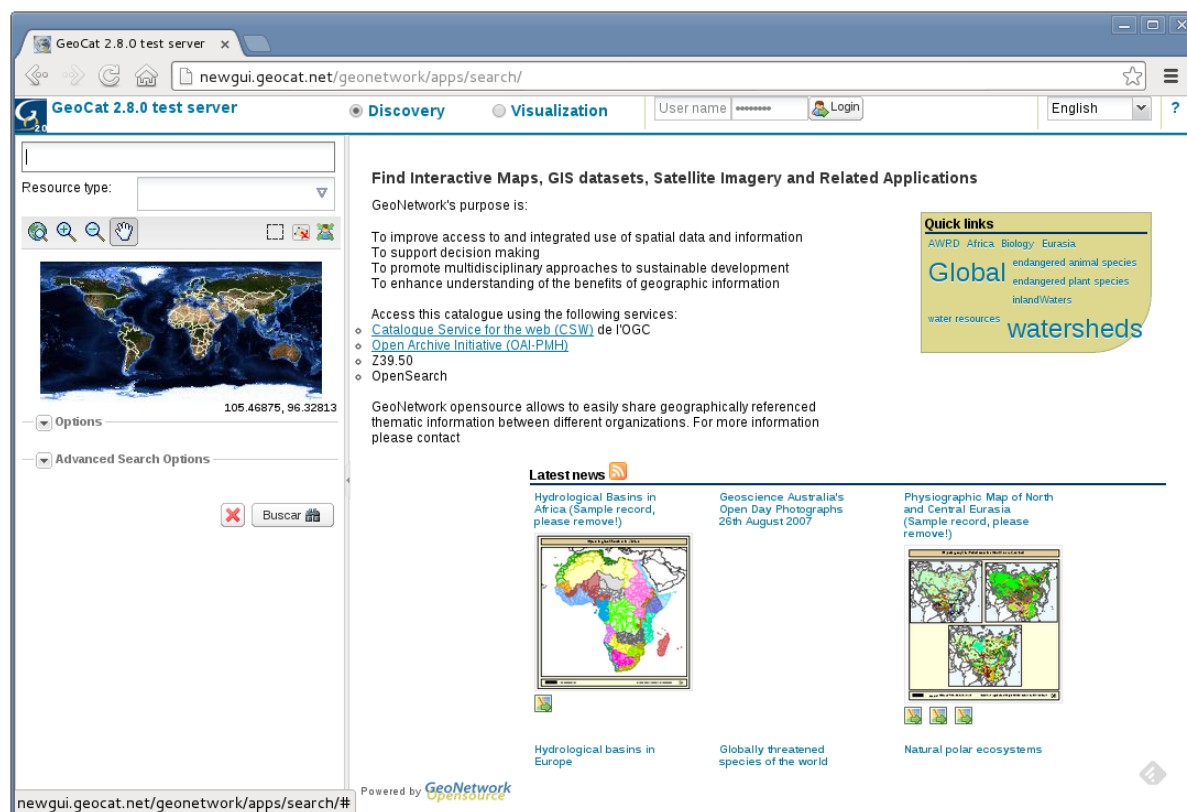 GeoCat 2.8.0 test server
newgui.geocat.net/geonetwork/apps/search/
GeoCat 2.8.0 test server
Discovery
Visualization
User name
Login
English
?
Resource type:
105.46875, 96.32813
Options
Advanced Search Options
Buscar
Find Interactive Maps, GIS datasets, Satellite Imagery and Related Applications
GeoNetwork's purpose is:
To improve access to and integrated use of spatial data and information
To support decision making
To promote multidisciplinary approaches to sustainable development
To enhance understanding of the benefits of geographic information
Access this catalogue using the following services:
Catalogue Service for the web (CSW) de l'OGC
Open Archive Initiative (OAI-PMH)
Z39.50
OpenSearch
GeoNetwork opensource allows to easily share geographically referenced
thematic information between different organizations. For more information
please contact
Quick links
AWRD Africa Biology Eurasia
Global
endangered animal species
endangered plant species
inlandWaters
water resources
watersheds
Latest news
Hydrological Basins in
Africa (Sample record,
please remove!)
Geoscience Australia's
Open Day Photographs
26th August 2007
Physiographic Map of North
and Central Eurasia
(Sample record, please
remove!)
Hydrological basins in
Europe
Globally threatened
species of the world
Natural polar ecosystems
Powered by GeoNetwork
Opensource
newgui.geocat.net/geonetwork/apps/search/#